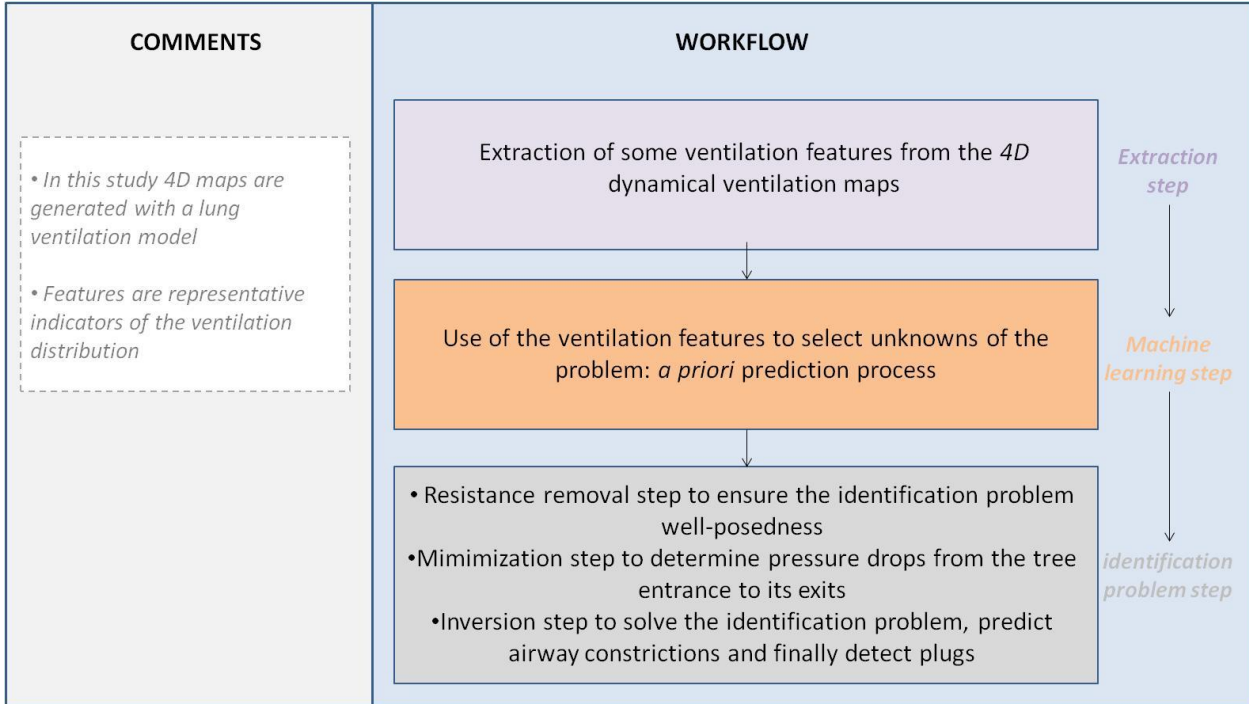 COMMENTS
• In this study 4D maps are
generated with a lung
ventilation model
• Features are representative
indicators of the ventilation
distribution
WORKFLOW
Extraction of some ventilation features from the 4D
dynamical ventilation maps
Extraction
step
Use of the ventilation features to select unknowns of the
problem: a priori prediction process
Machine
learning step
• Resistance removal step to ensure the identification problem
well-posedness
•Mimimization step to determine pressure drops from the tree
entrance to its exits
•Inversion step to solve the identification problem, predict
airway constrictions and finally detect plugs
identification
problem step